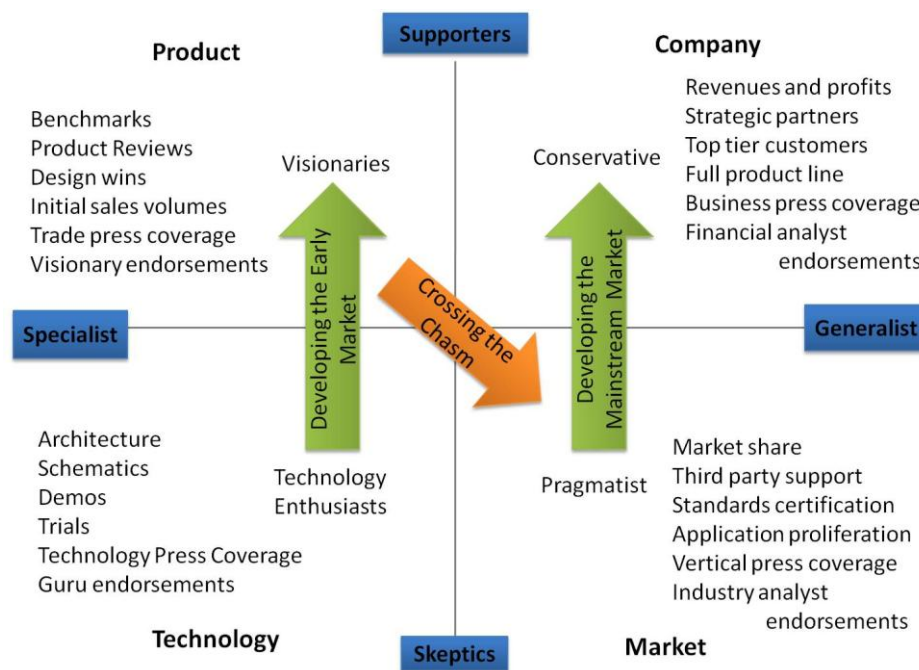 Supporters
Product
Company
Benchmarks
Product Reviews
Design wins
Initial sales volumes
Trade press coverage
Visionary endorsements
Visionaries
Conservative
Revenues and profits
Strategic partners
Top tier customers
Full product line
Business press coverage
Financial analyst
endorsements
Developing the Early
Market
Crossing the
Chasm
Developing the
Mainstream Market
Specialist
Generalist
Architecture
Schematics
Demos
Trials
Technology Press Coverage
Guru endorsements
Technology
Enthusiasts
Pragmatist
Market share
Third party support
Standards certification
Application proliferation
Vertical press coverage
Industry analyst
endorsements
Technology
Market
Skeptics